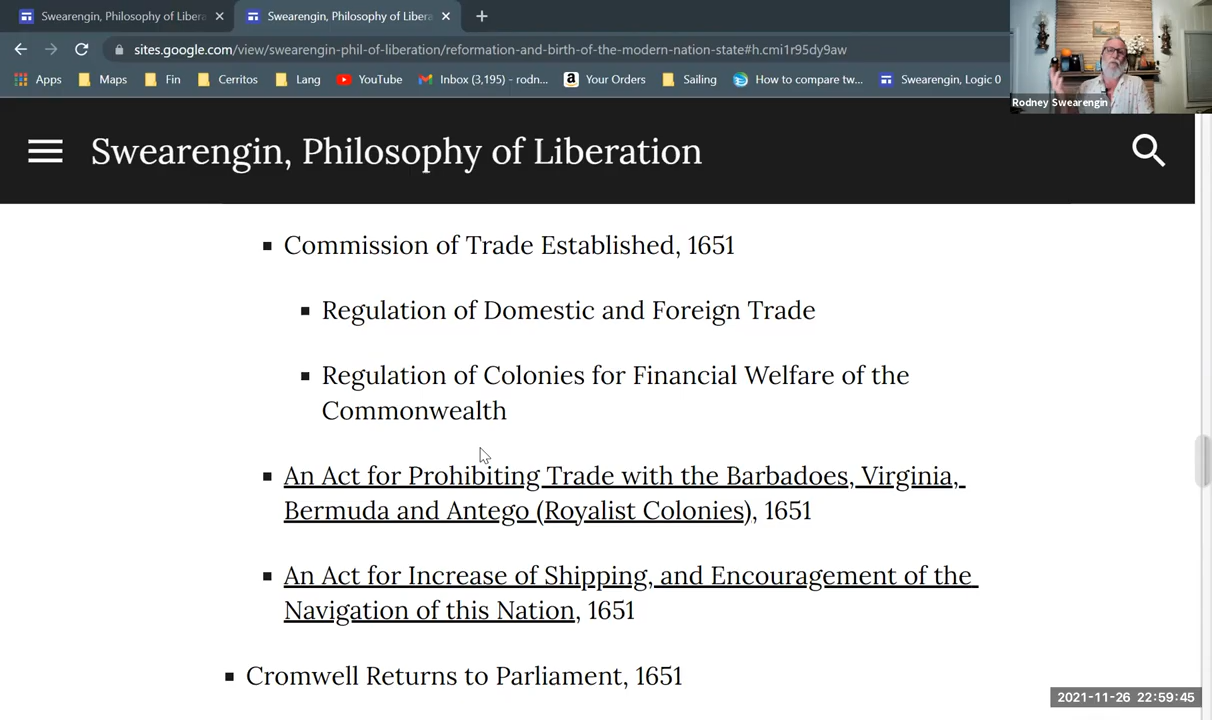 Swearengin, Philosophy of Libera
Swearengin, Philosophy of Libera
sites.google.com/view/swearengin-phil-of-liberation/reformation-and-birth-of-the-modern-nation-state#h.cmi1r95dy9aw
Apps Maps Fin Cerritos Lang YouTube Inbox (3,195) - rodn... a Your Orders Sailing How to compare tw... Swearengin, Logic 0
Rodney Swearengin
Swearengin, Philosophy of Liberation
Commission of Trade Established, 1651
Regulation of Domestic and Foreign Trade
Regulation of Colonies for Financial Welfare of the
Commonwealth
An Act for Prohibiting Trade with the Barbadoes, Virginia,
Bermuda and Antego (Royalist Colonies), 1651
An Act for Increase of Shipping, and Encouragement of the
Navigation of this Nation, 1651
Cromwell Returns to Parliament, 1651
2021-11-26 22:59:45